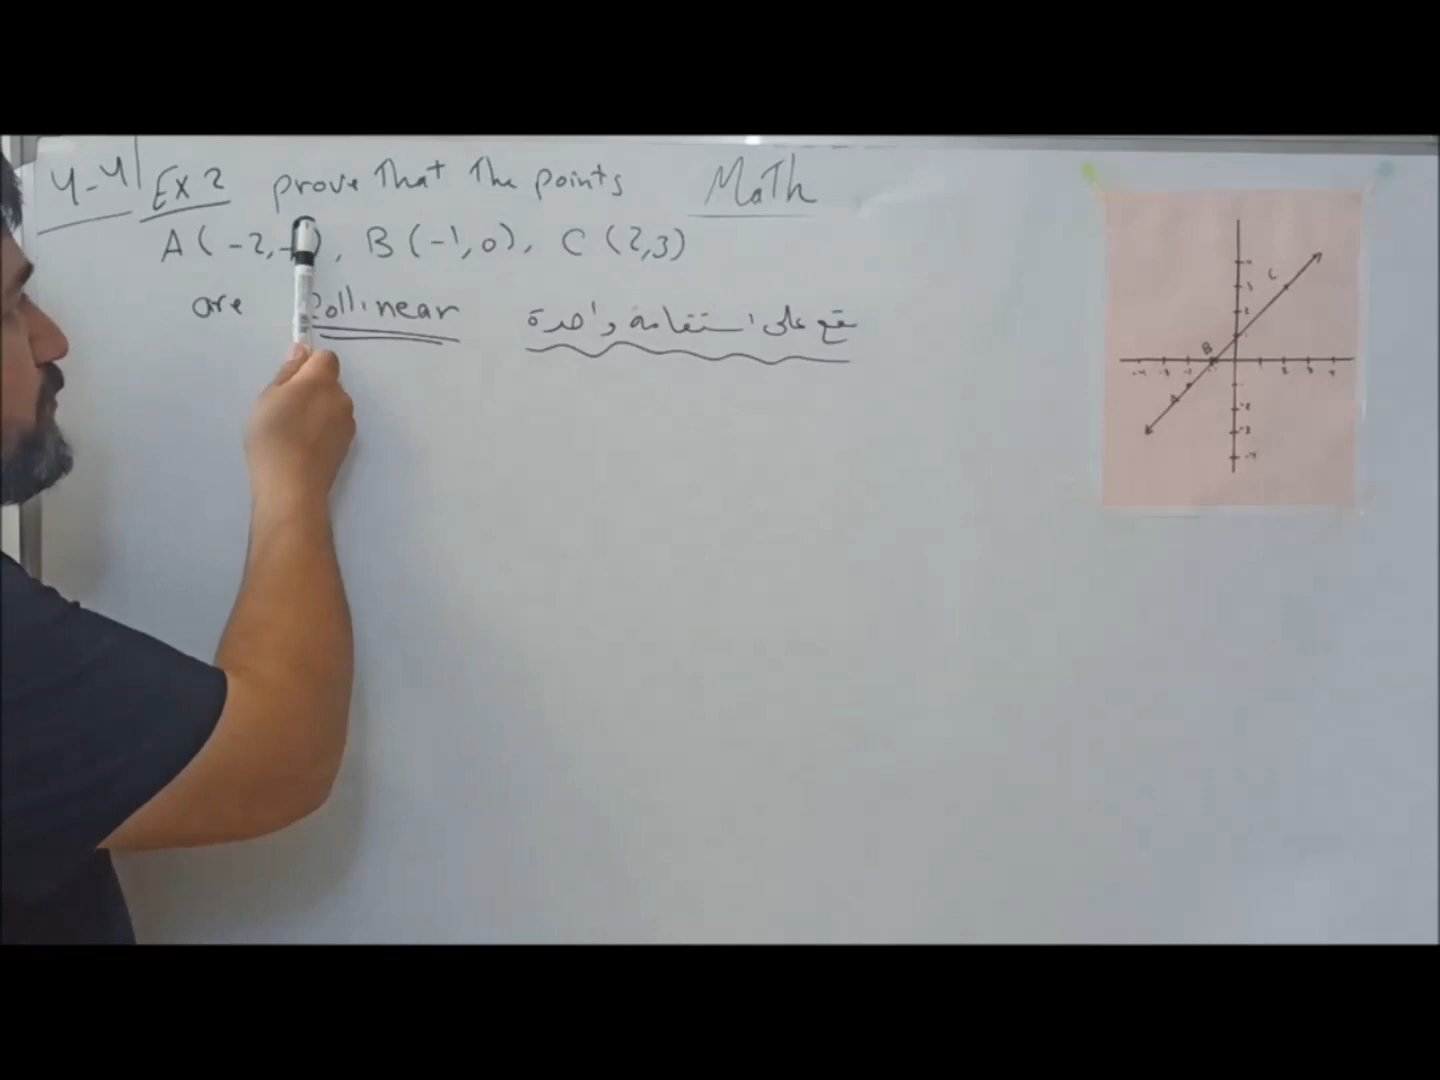 4-4 Ex 2 prove That The points Math
A ( -2, ), B (-1,0), C (2,3)
are Collinear تقع على استقامة واحدة
C
B
A